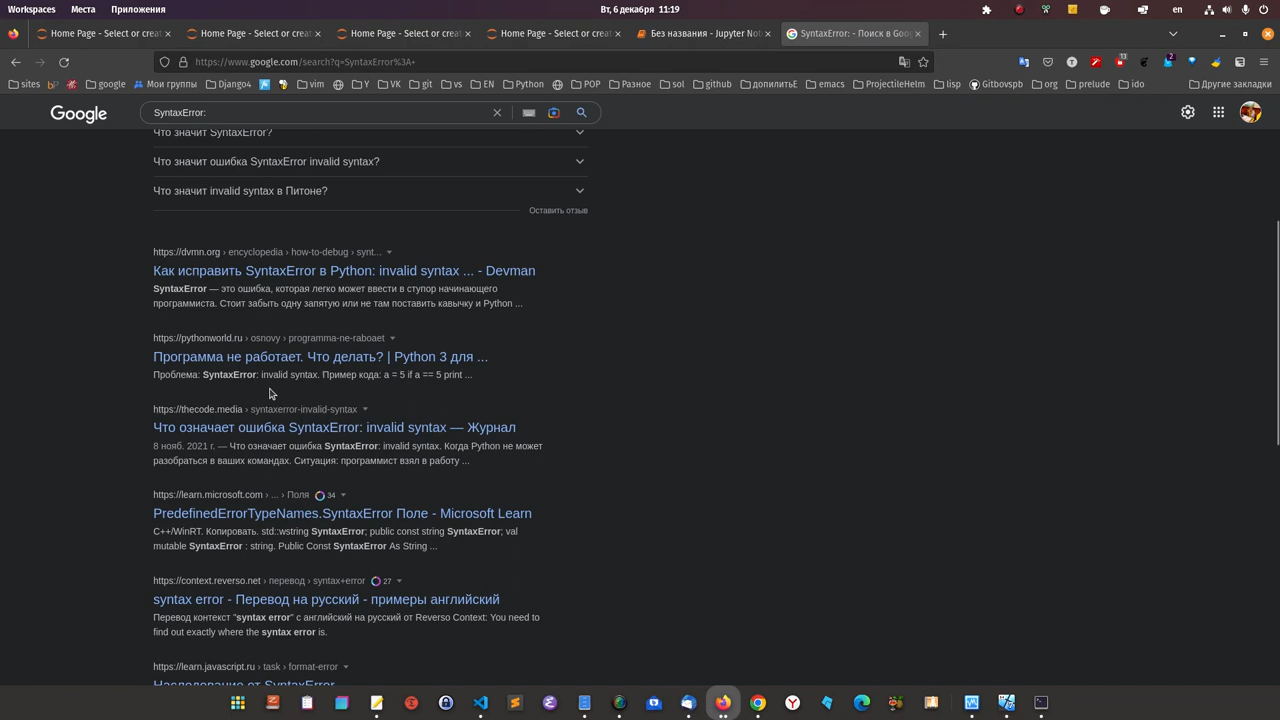 Workspaces Места Приложения Вт, 6 декабря 11:19 en
Home Page - Select or creat Home Page - Select or creat Home Page - Select or creat Home Page - Select or creat Без названия - Jupyter Not SyntaxError: - Поиск в Goog
https://www.google.com/search?q=SyntaxError%3A+ 13 2
sites google Мои группы Django4 vim Y VK git vs EN Python POP Разное sol github допилитьЕ emacs ProjectileHelm lisp Gitbovspb org prelude ido Другие закладки
Google SyntaxError:
Что значит SyntaxError?
Что значит ошибка SyntaxError invalid syntax?
Что значит invalid syntax в Питоне?
Оставить отзыв
https://dvmn.org › encyclopedia › how-to-debug › synt...
Как исправить SyntaxError в Python: invalid syntax ... - Devman
SyntaxError — это ошибка, которая легко может ввести в ступор начинающего
программиста. Стоит забыть одну запятую или не там поставить кавычку и Python ...
https://pythonworld.ru › osnovy › programma-ne-raboaet
Программа не работает. Что делать? | Python 3 для ...
Проблема: SyntaxError: invalid syntax. Пример кода: a = 5 if a == 5 print ...
https://thecode.media › syntaxerror-invalid-syntax
Что означает ошибка SyntaxError: invalid syntax — Журнал
8 нояб. 2021 г. — Что означает ошибка SyntaxError: invalid syntax. Когда Python не может
разобраться в ваших командах. Ситуация: программист взял в работу ...
https://learn.microsoft.com › ... › Поля 34
PredefinedErrorTypeNames.SyntaxError Поле - Microsoft Learn
C++/WinRT. Копировать. std::wstring SyntaxError; public const string SyntaxError; val
mutable SyntaxError : string. Public Const SyntaxError As String ...
https://context.reverso.net › перевод › syntax+error 27
syntax error - Перевод на русский - примеры английский
Перевод контекст "syntax error" c английский на русский от Reverso Context: You need to
find out exactly where the syntax error is.
https://learn.javascript.ru › task › format-error
Наследование от SyntaxError